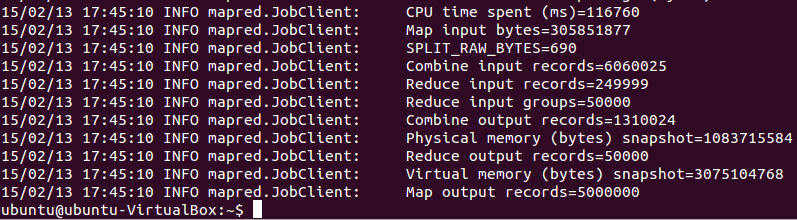 15/02/13 17:45:10 INFO mapred.JobClient:     CPU time spent (ms)=116760
15/02/13 17:45:10 INFO mapred.JobClient:     Map input bytes=305851877
15/02/13 17:45:10 INFO mapred.JobClient:     SPLIT_RAW_BYTES=690
15/02/13 17:45:10 INFO mapred.JobClient:     Combine input records=6060025
15/02/13 17:45:10 INFO mapred.JobClient:     Reduce input records=249999
15/02/13 17:45:10 INFO mapred.JobClient:     Reduce input groups=50000
15/02/13 17:45:10 INFO mapred.JobClient:     Combine output records=1310024
15/02/13 17:45:10 INFO mapred.JobClient:     Physical memory (bytes) snapshot=1083715584
15/02/13 17:45:10 INFO mapred.JobClient:     Reduce output records=50000
15/02/13 17:45:10 INFO mapred.JobClient:     Virtual memory (bytes) snapshot=3075104768
15/02/13 17:45:10 INFO mapred.JobClient:     Map output records=5000000
ubuntu@ubuntu-VirtualBox:~$